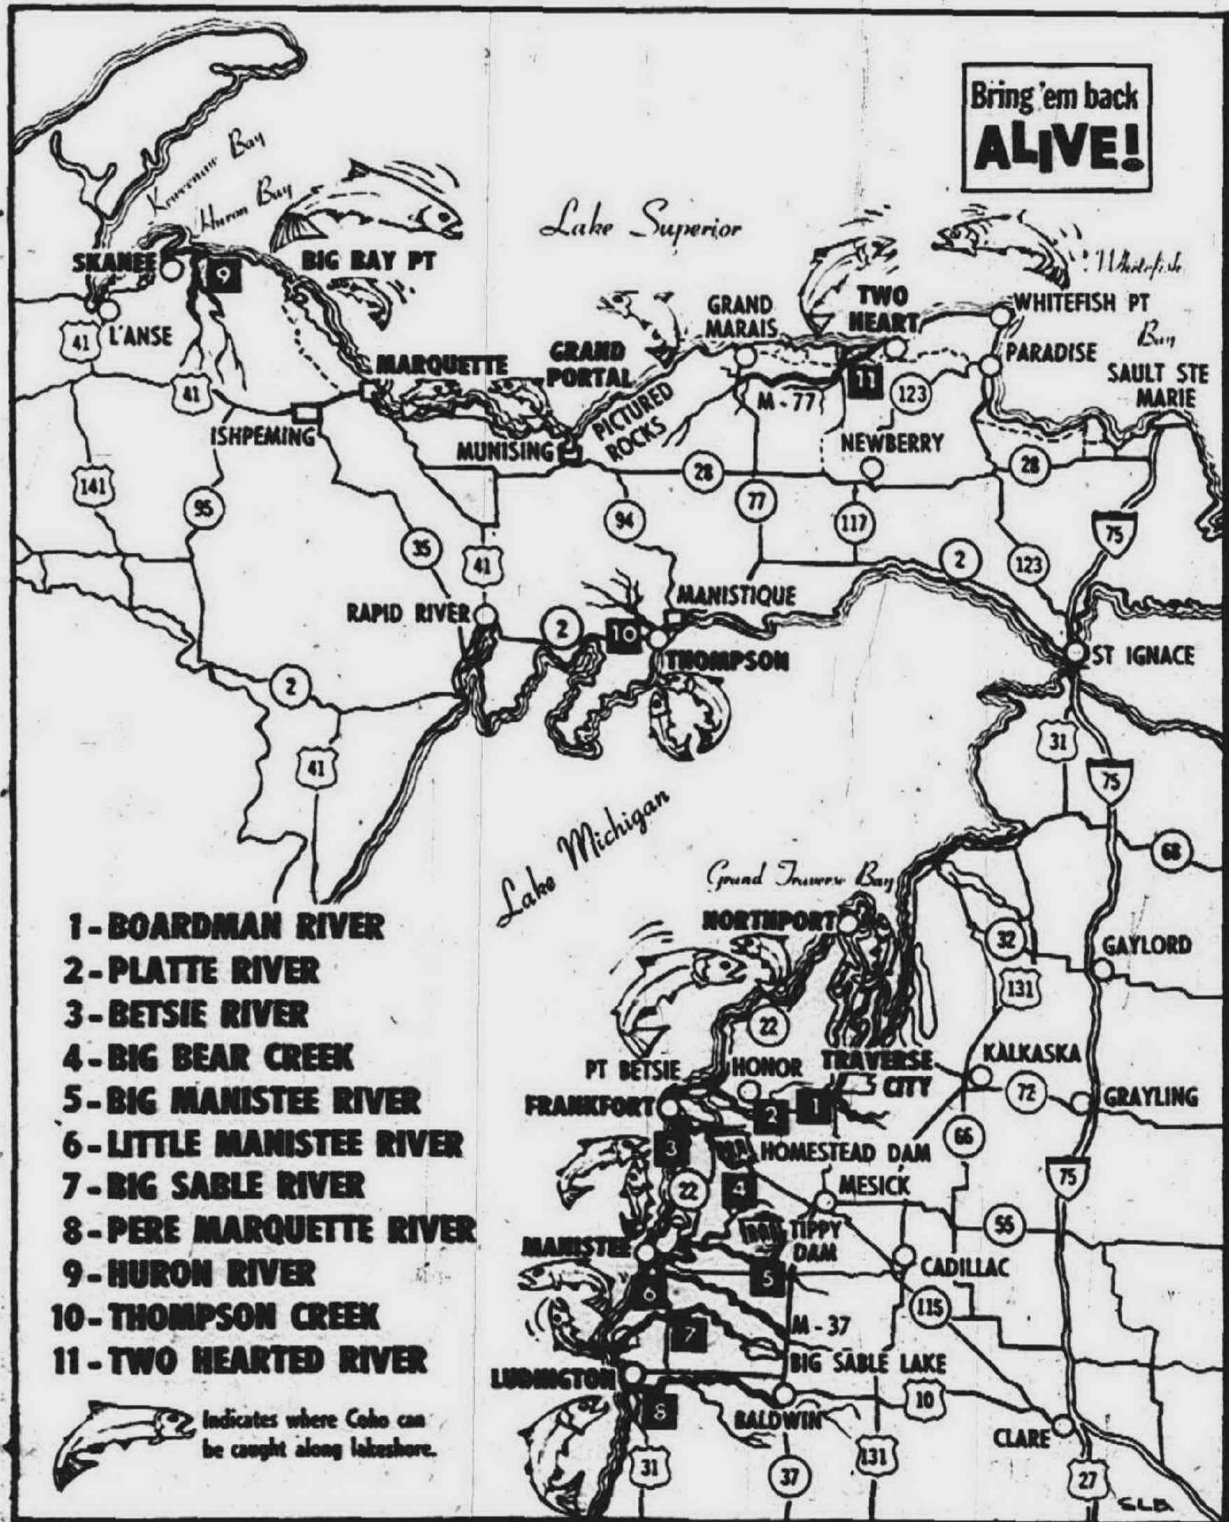 Bring 'em back
ALIVE!
Keweenaw Bay
Huron Bay
Lake Superior
SKANEE
9
BIG BAY PT
Whitefish
Bay
GRAND
MARAIS
TWO
HEART
WHITEFISH PT
41
L'ANSE
MARQUETTE
GRAND
PORTAL
PARADISE
SAULT STE
MARIE
41
11
M-77
123
PICTURED
ROCKS
ISHPEMING
MUNISING
NEWBERRY
28
28
141
95
94
77
117
75
35
41
2
123
RAPID RIVER
MANISTIQUE
2
10
THOMPSON
ST IGNACE
2
31
41
75
Lake Michigan
68
Grand Traverse Bay
NORTHPORT
32
GAYLORD
131
22
PT BETSIE
HONOR
TRAVERSE
CITY
KALKASKA
72
GRAYLING
FRANKFORT
2
1
66
3
HOMESTEAD DAM
75
22
4
MESICK
55
TIPPY
DAM
MANISTEE
5
CADILLAC
6
115
7
M-37
BIG SABLE LAKE
LUDINGTON
10
8
BALDWIN
CLARE
31
37
131
27
SLB
1-BOARDMAN RIVER
2-PLATTE RIVER
3-BETSIE RIVER
4-BIG BEAR CREEK
5-BIG MANISTEE RIVER
6-LITTLE MANISTEE RIVER
7-BIG SABLE RIVER
8-PERE MARQUETTE RIVER
9-HURON RIVER
10-THOMPSON CREEK
11-TWO HEARTED RIVER
Indicates where Coho can
be caught along lakeshore.